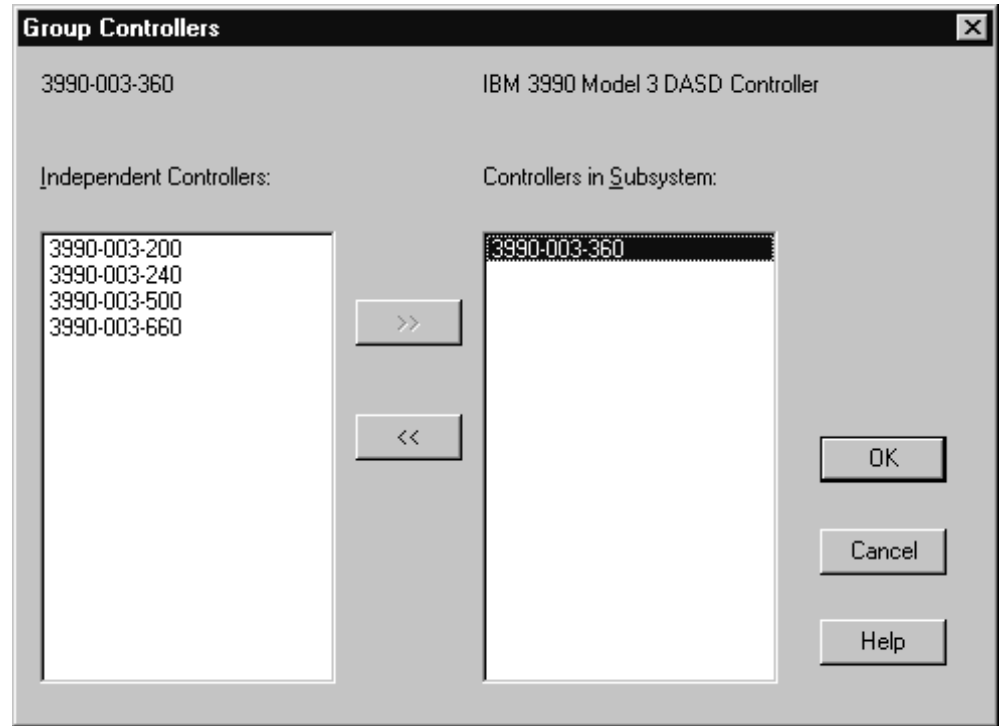 Group Controllers
3990-003-360
IBM 3990 Model 3 DASD Controller
Independent Controllers:
Controllers in Subsystem:
3990-003-200
3990-003-240
3990-003-500
3990-003-660
>>
<<
3990-003-360
OK
Cancel
Help